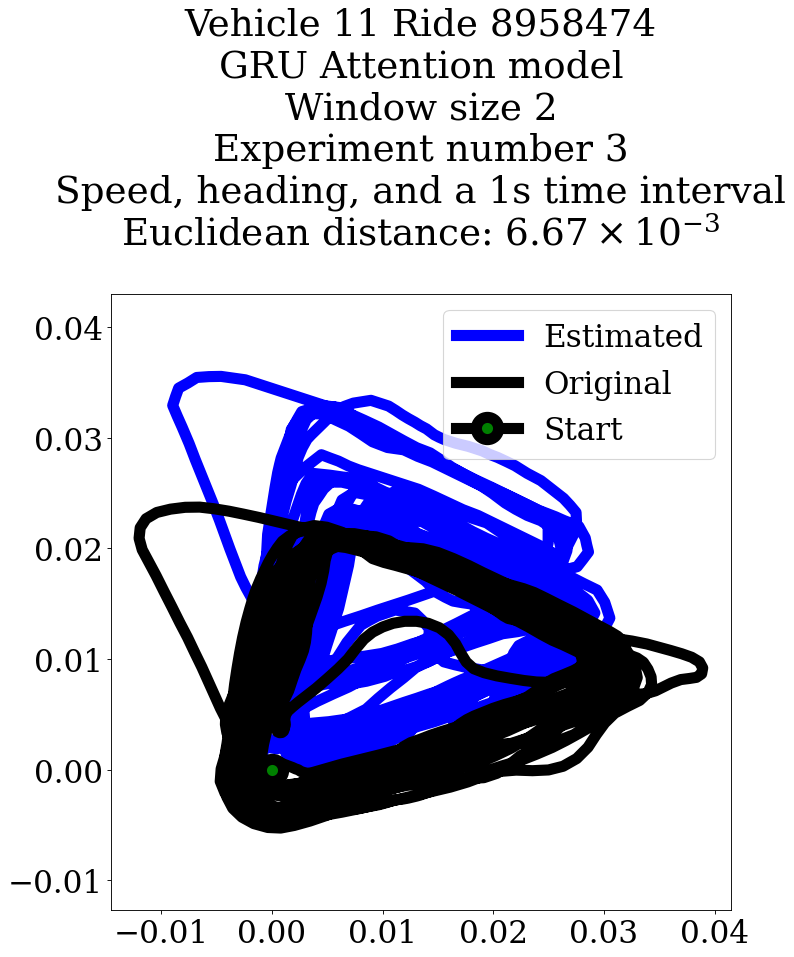 Vehicle 11 Ride 8958474
GRU Attention model
Window size 2
Experiment number 3
Speed, heading, and a 1s time interval
Euclidean distance: 6.67 × 10⁻³
Estimated
Original
Start
0.04
0.03
0.02
0.01
0.00
−0.01
−0.01 0.00 0.01 0.02 0.03 0.04